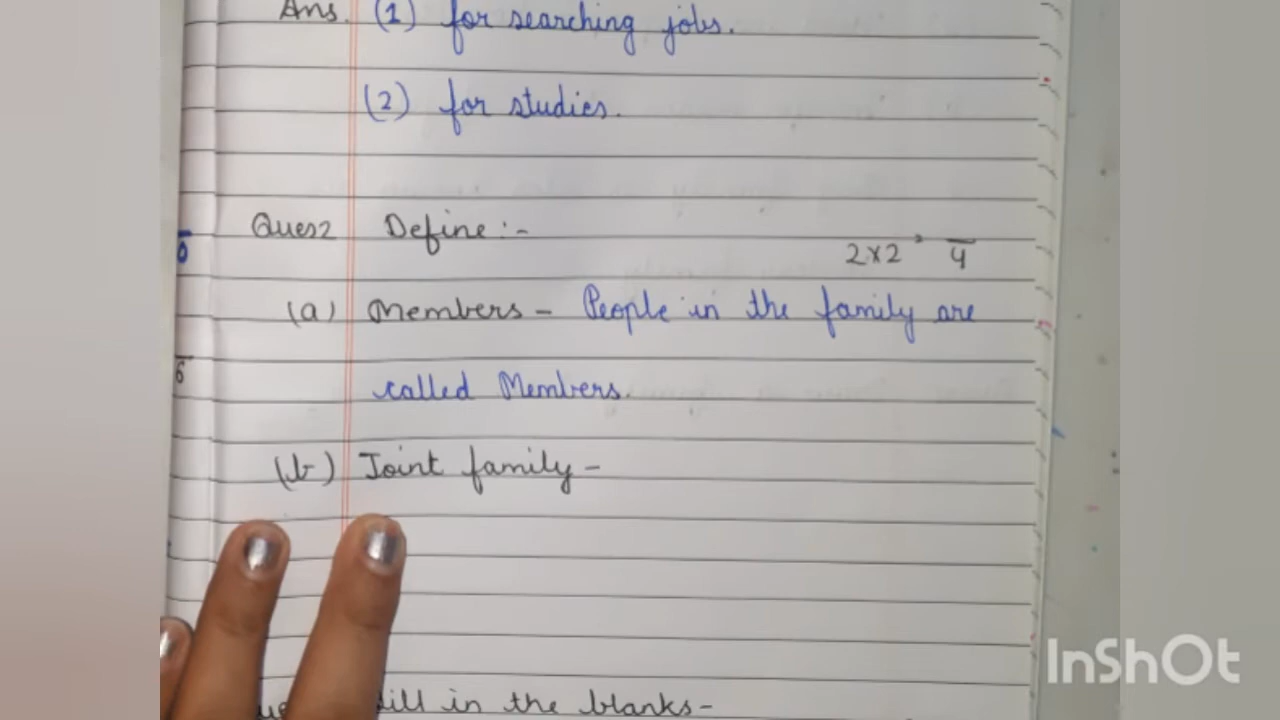 Ans. (1) for searching jobs.
(2) for studies.
Ques2 Define :-
2x2 = 4
(a) Members - People in the family are
called Members.
(b) Joint family -
fill in the blanks-
InShOt